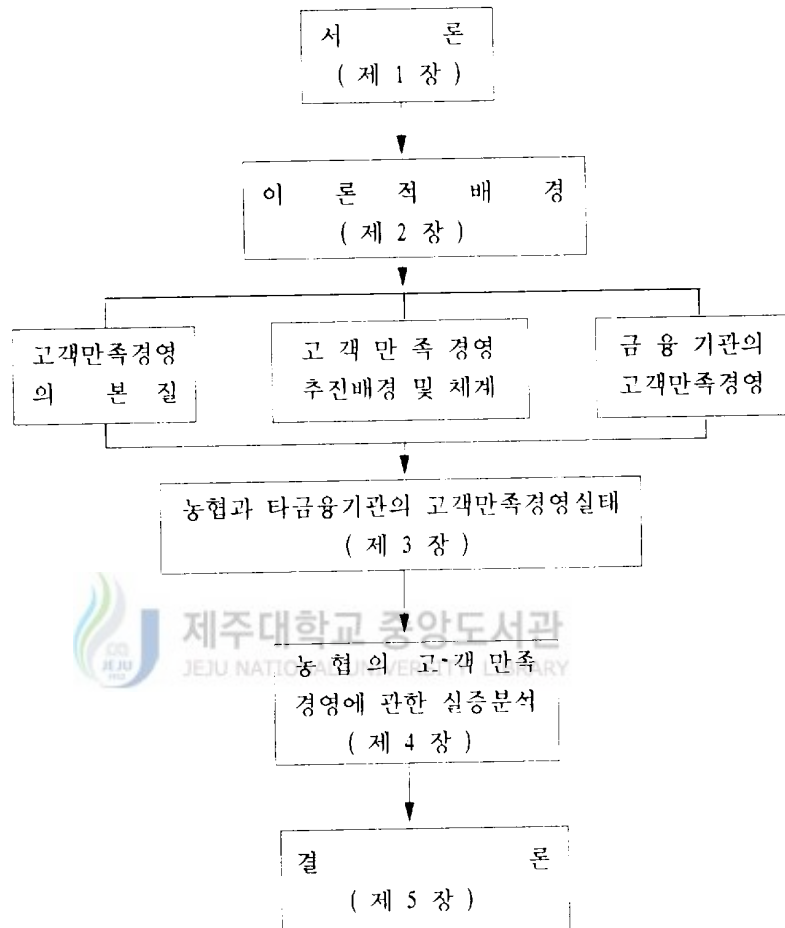 서 론
( 제 1 장 )
이 론 적 배 경
( 제 2 장 )
고객만족경영
의 본 질
고 객 만 족 경영
추진배경 및 체계
금 융 기관의
고객만족경영
농협과 타금융기관의 고객만족경영실태
( 제 3 장 )
제주대학교 중앙도서관
JEJU NATIONAL UNIVERSITY LIBRARY
농 협 의 고 객 만족
경영에 관한 실증분석
( 제 4 장 )
결 론
( 제 5 장 )